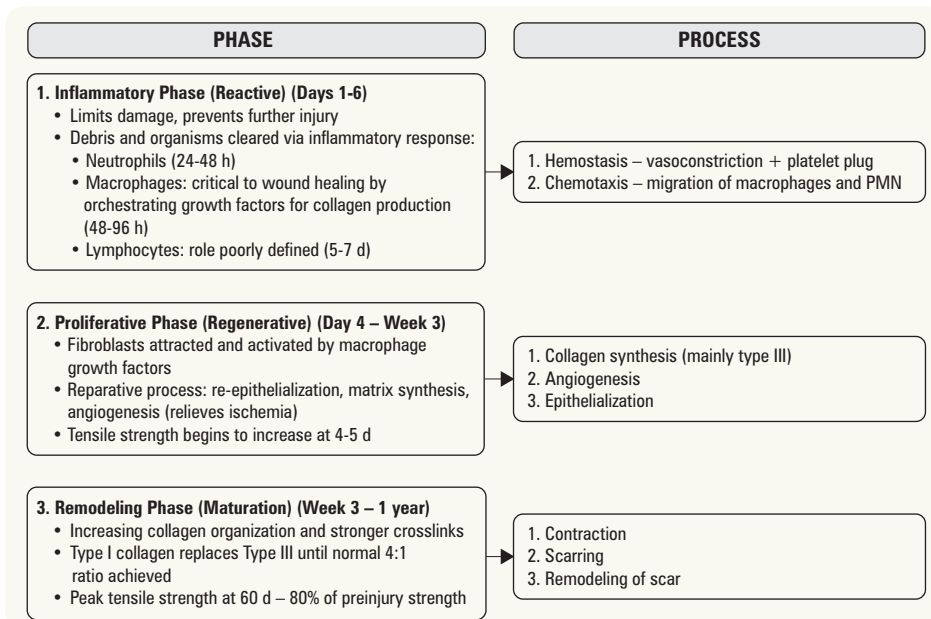 PHASE
PROCESS
1. Inflammatory Phase (Reactive) (Days 1-6)
• Limits damage, prevents further injury
• Debris and organisms cleared via inflammatory response:
• Neutrophils (24-48 h)
• Macrophages: critical to wound healing by
orchestrating growth factors for collagen production
(48-96 h)
• Lymphocytes: role poorly defined (5-7 d)
1. Hemostasis – vasoconstriction + platelet plug
2. Chemotaxis – migration of macrophages and PMN
2. Proliferative Phase (Regenerative) (Day 4 – Week 3)
• Fibroblasts attracted and activated by macrophage
growth factors
• Reparative process: re-epithelialization, matrix synthesis,
angiogenesis (relieves ischemia)
• Tensile strength begins to increase at 4-5 d
1. Collagen synthesis (mainly type III)
2. Angiogenesis
3. Epithelialization
3. Remodeling Phase (Maturation) (Week 3 – 1 year)
• Increasing collagen organization and stronger crosslinks
• Type I collagen replaces Type III until normal 4:1
ratio achieved
• Peak tensile strength at 60 d – 80% of preinjury strength
1. Contraction
2. Scarring
3. Remodeling of scar